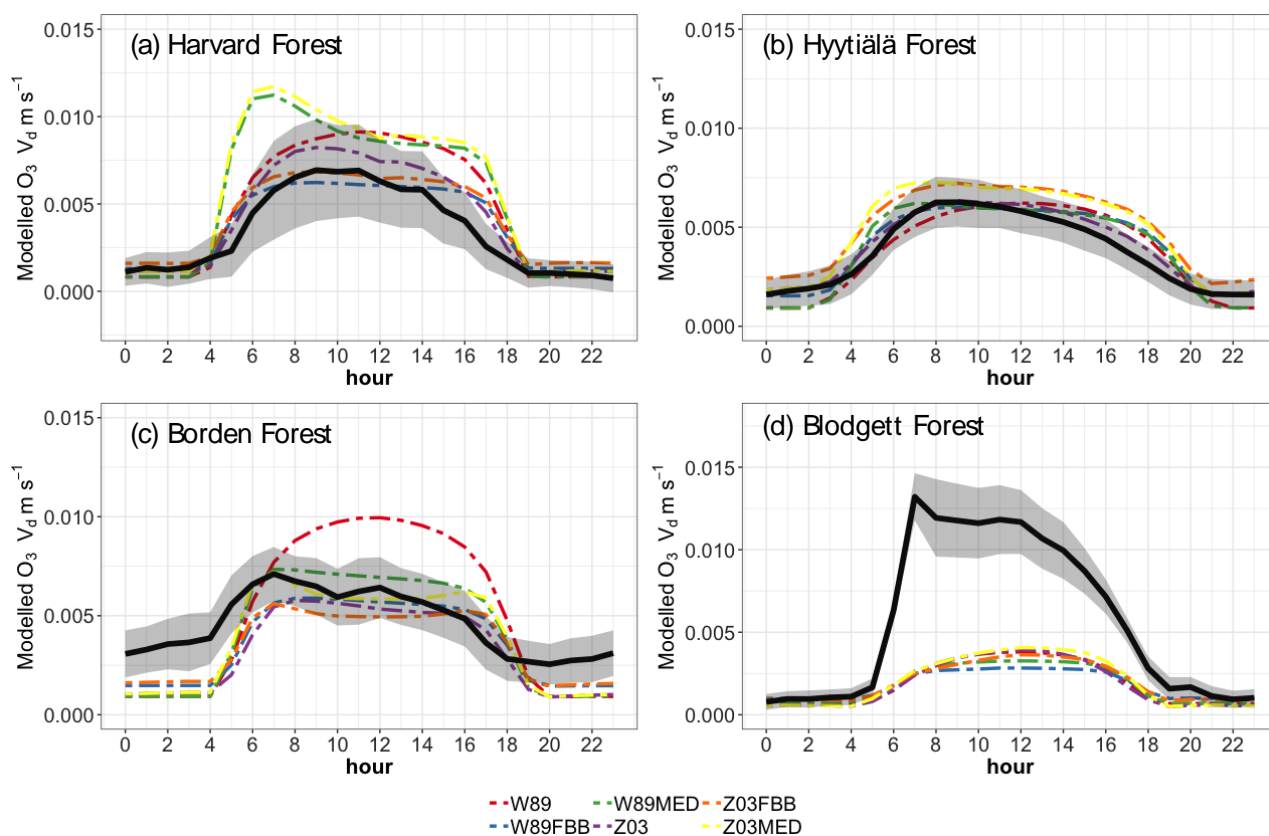 (a) Harvard Forest
0.015
0.010
0.005
0.000
Modelled O3 Vd m s−1
0 2 4 6 8 10 12 14 16 18 20 22
hour
(b) Hyytiälä Forest
0.015
0.010
0.005
0.000
Modelled O3 Vd m s−1
0 2 4 6 8 10 12 14 16 18 20 22
hour
(c) Borden Forest
0.015
0.010
0.005
0.000
Modelled O3 Vd m s−1
0 2 4 6 8 10 12 14 16 18 20 22
hour
(d) Blodgett Forest
0.015
0.010
0.005
0.000
Modelled O3 Vd m s−1
0 2 4 6 8 10 12 14 16 18 20 22
hour
W89 W89MED Z03FBB
W89FBB Z03 Z03MED